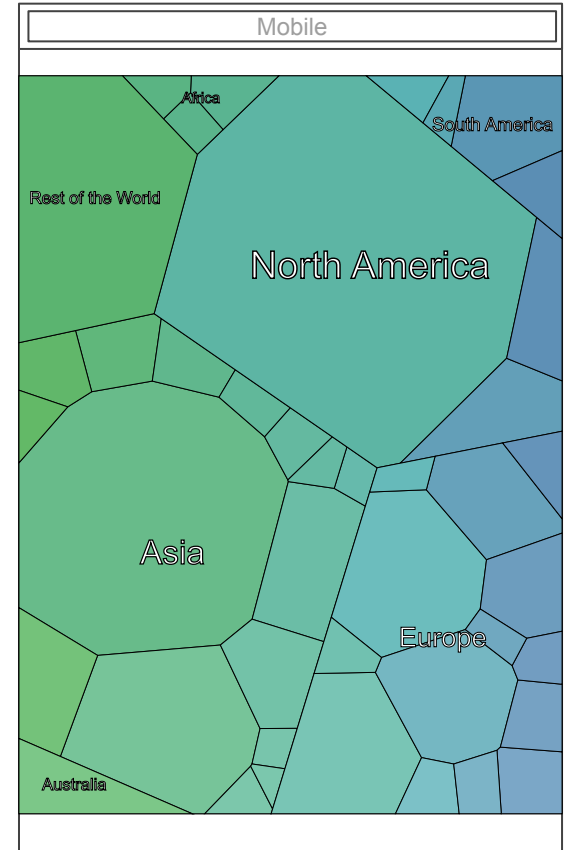 Mobile
Africa
South America
Rest of the World
North America
Asia
Europe
Australia